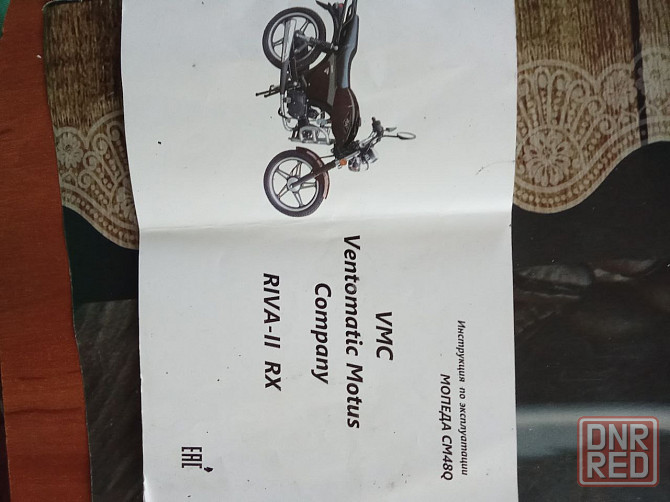 Инструкция по эксплуатации
МОПЕДА СМ48Q
VMC
Ventomatic Motus
Company
RIVA-II RX
EAC
DNR
RED